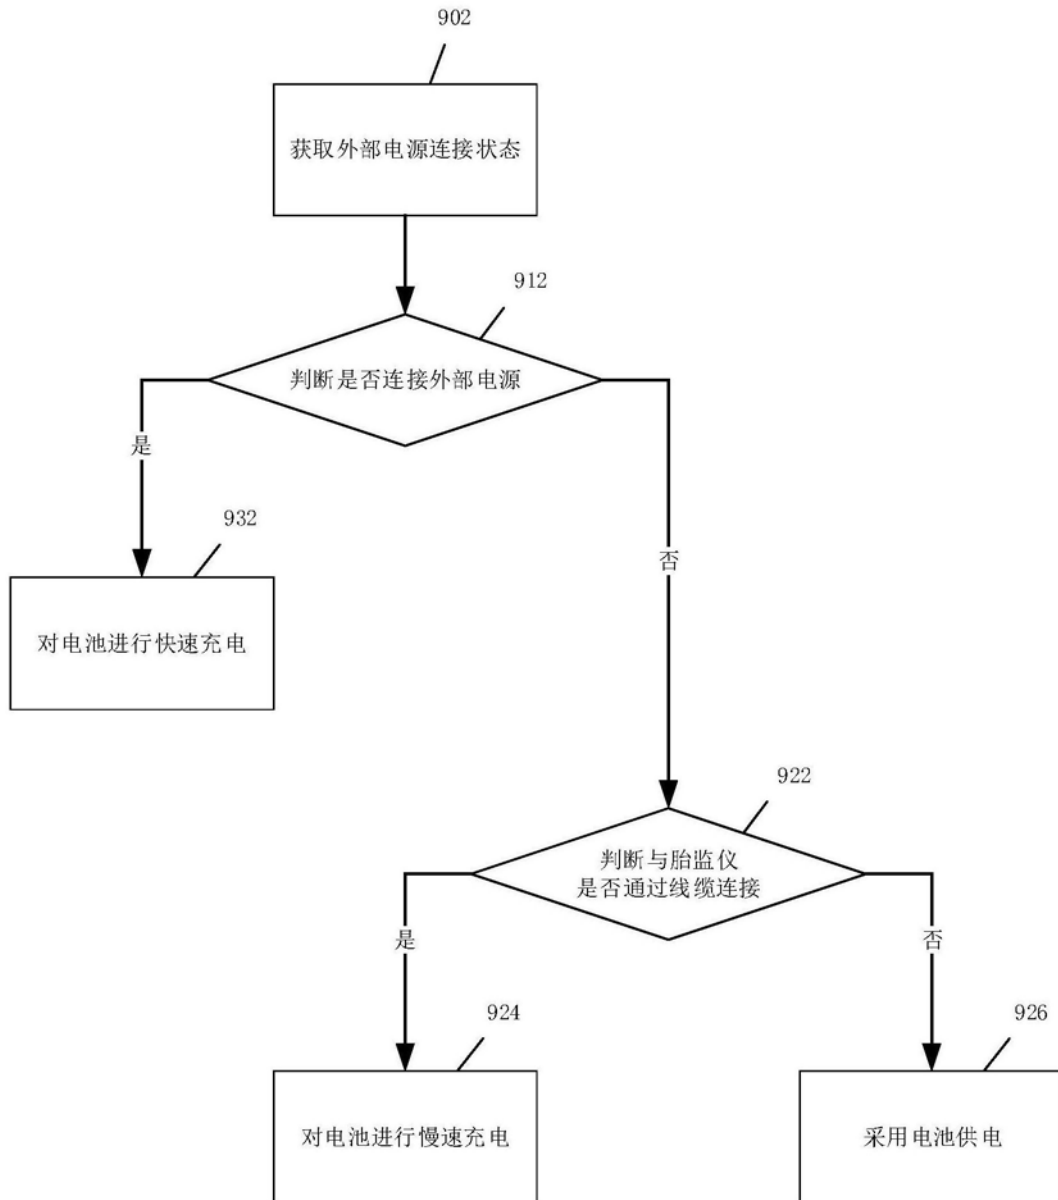 902
获取外部电源连接状态
912
判断是否连接外部电源
是
932
否
对电池进行快速充电
922
判断与胎监仪
是否通过线缆连接
是
否
924
926
对电池进行慢速充电
采用电池供电